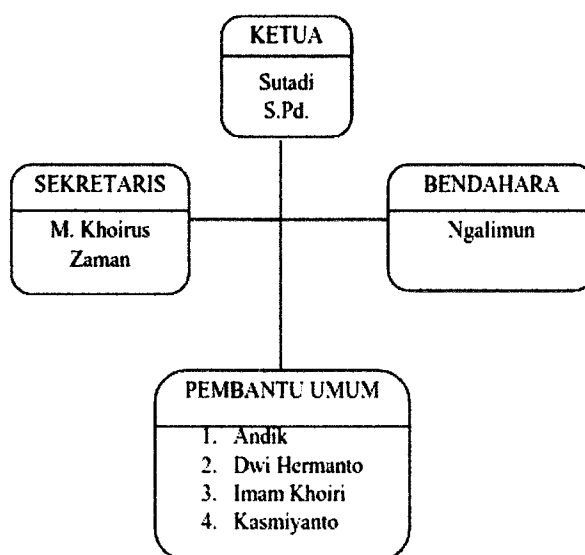 KETUA
Sutadi
S.Pd.
SEKRETARIS
M. Khoirus
Zaman
BENDAHARA
Ngalimun
PEMBANTU UMUM
1. Andik
2. Dwi Hermanto
3. Imam Khoiri
4. Kasmiyanto